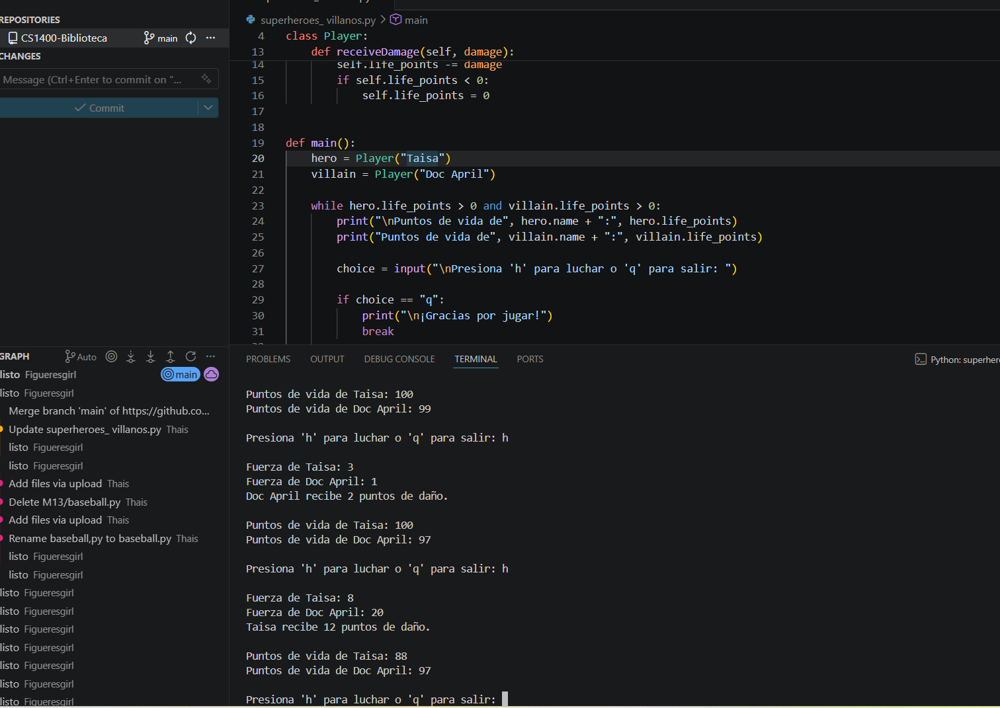 REPOSITORIES
CS1400-Biblioteca main
CHANGES
Message (Ctrl+Enter to commit on "...
Commit
GRAPH Auto
listo Figueresgirl main
listo Figueresgirl
Merge branch 'main' of https://github.co...
Update superheroes_ villanos.py Thais
listo Figueresgirl
listo Figueresgirl
Add files via upload Thais
Delete M13/baseball.py Thais
Add files via upload Thais
Rename baseball,py to baseball.py Thais
listo Figueresgirl
listo Figueresgirl
listo Figueresgirl
listo Figueresgirl
listo Figueresgirl
listo Figueresgirl
listo Figueresgirl
listo Figueresgirl
listo Figueresgirl
superheroes_ villanos.py > main
4 class Player:
13 def receiveDamage(self, damage):
14 self.life_points -= damage
15 if self.life_points < 0:
16 self.life_points = 0
17
18
19 def main():
20 hero = Player("Taisa")
21 villain = Player("Doc April")
22
23 while hero.life_points > 0 and villain.life_points > 0:
24 print("\nPuntos de vida de", hero.name + ":", hero.life_points)
25 print("Puntos de vida de", villain.name + ":", villain.life_points)
26
27 choice = input("\nPresiona 'h' para luchar o 'q' para salir: ")
28
29 if choice == "q":
30 print("\n¡Gracias por jugar!")
31 break
PROBLEMS OUTPUT DEBUG CONSOLE TERMINAL PORTS
Python: superher
Puntos de vida de Taisa: 100
Puntos de vida de Doc April: 99
Presiona 'h' para luchar o 'q' para salir: h
Fuerza de Taisa: 3
Fuerza de Doc April: 1
Doc April recibe 2 puntos de daño.
Puntos de vida de Taisa: 100
Puntos de vida de Doc April: 97
Presiona 'h' para luchar o 'q' para salir: h
Fuerza de Taisa: 8
Fuerza de Doc April: 20
Taisa recibe 12 puntos de daño.
Puntos de vida de Taisa: 88
Puntos de vida de Doc April: 97
Presiona 'h' para luchar o 'q' para salir: